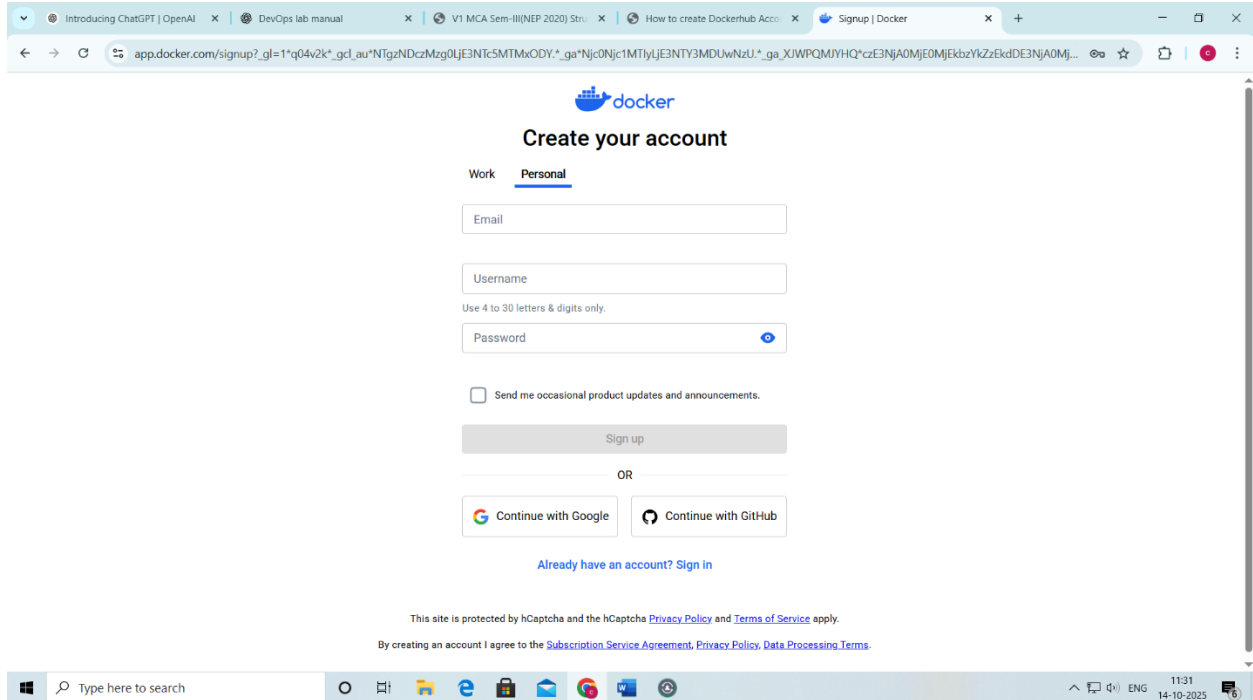 Introducing ChatGPT | OpenAI
DevOps lab manual
V1 MCA Sem-III(NEP 2020) Stru
How to create Dockerhub Acco
Signup | Docker
app.docker.com/signup?_gl=1*q04v2k*_gcl_au*
docker
Create your account
Work Personal
Email
Username
Use 4 to 30 letters & digits only.
Password
Send me occasional product updates and announcements.
Sign up
OR
Continue with Google Continue with GitHub
Already have an account? Sign in
This site is protected by hCaptcha and the hCaptcha Privacy Policy and Terms of Service apply.
By creating an account I agree to the Subscription Service Agreement, Privacy Policy, Data Processing Terms.
Type here to search
ENG
11:31
14-10-2025
6